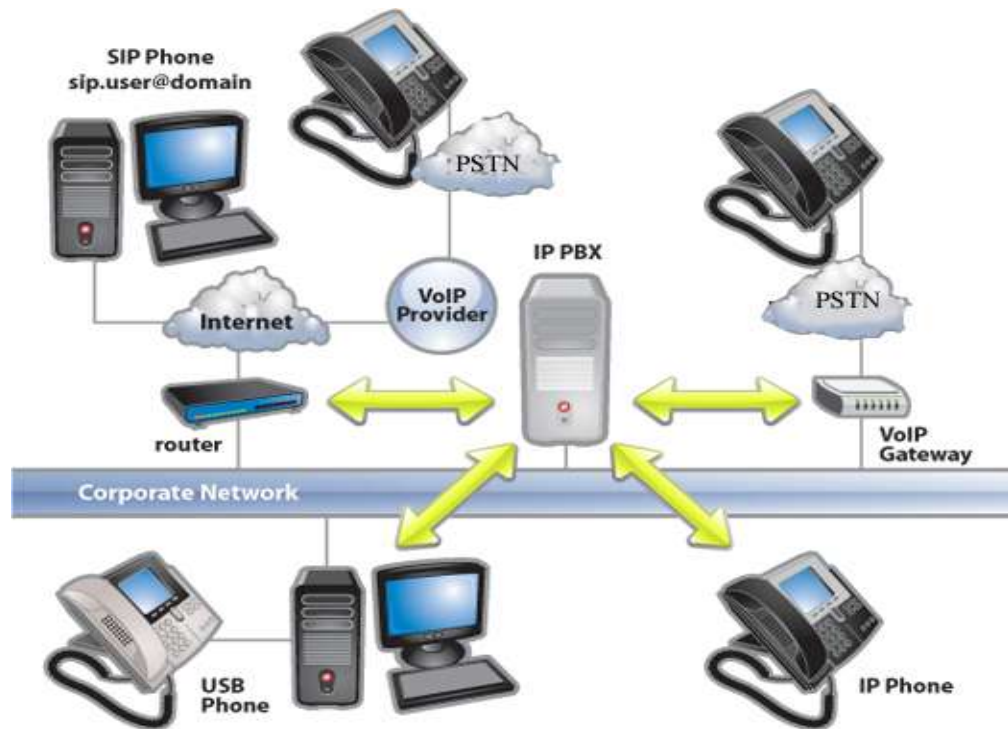 SIP Phone
sip.user@domain
PSTN
IP PBX
VoIP
Provider
Internet
PSTN
router
VoIP
Gateway
Corporate Network
USB
Phone
IP Phone